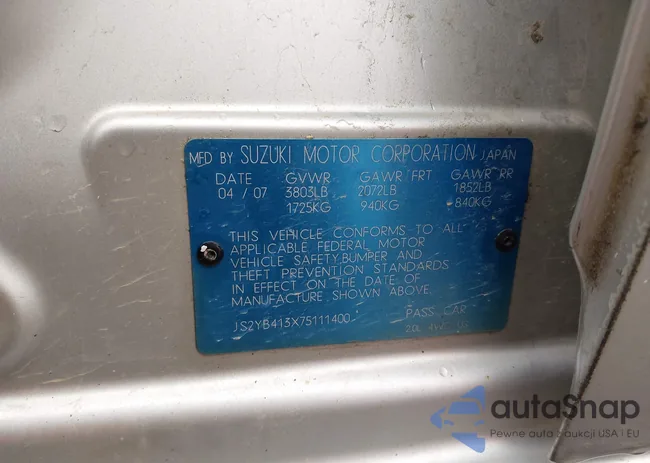 MFD BY SUZUKI MOTOR CORPORATION JAPAN
DATE GVWR GAWR FRT GAWR RR
04 / 07 3803LB 2072LB 1852LB
1725KG 940KG 840KG
THIS VEHICLE CONFORMS TO ALL
APPLICABLE FEDERAL MOTOR
VEHICLE SAFETY,BUMPER AND
THEFT PREVENTION STANDARDS
IN EFFECT ON THE DATE OF
MANUFACTURE SHOWN ABOVE.
JS2YB413X75111400 PASS CAR
2.0L
autoSnap
Pewne auta z aukcji USA i EU